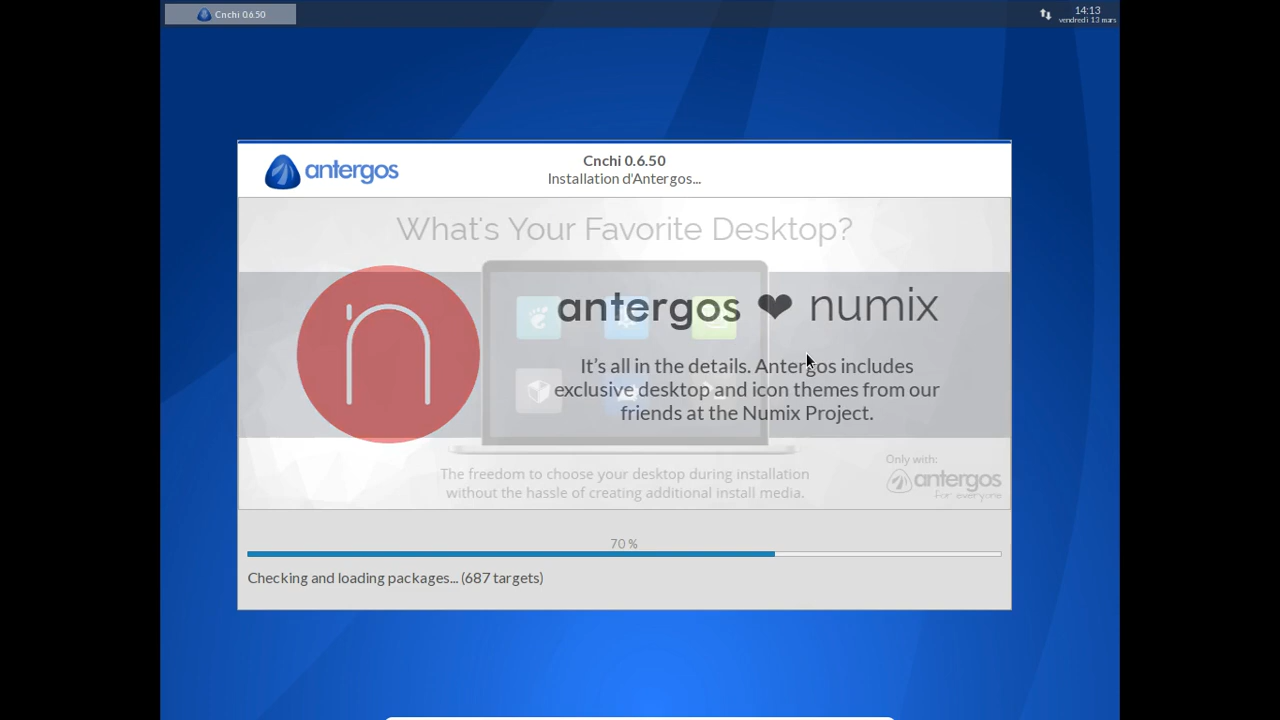 Cnchi 0.6.50
14:13
vendredi 13 mars
antergos
Cnchi 0.6.50
Installation d'Antergos...
What's Your Favorite Desktop?
antergos ❤ numix
It's all in the details. Antergos includes
exclusive desktop and icon themes from our
friends at the Numix Project.
The freedom to choose your desktop during installation
without the hassle of creating additional install media.
Only with:
antergos
for everyone
70 %
Checking and loading packages... (687 targets)